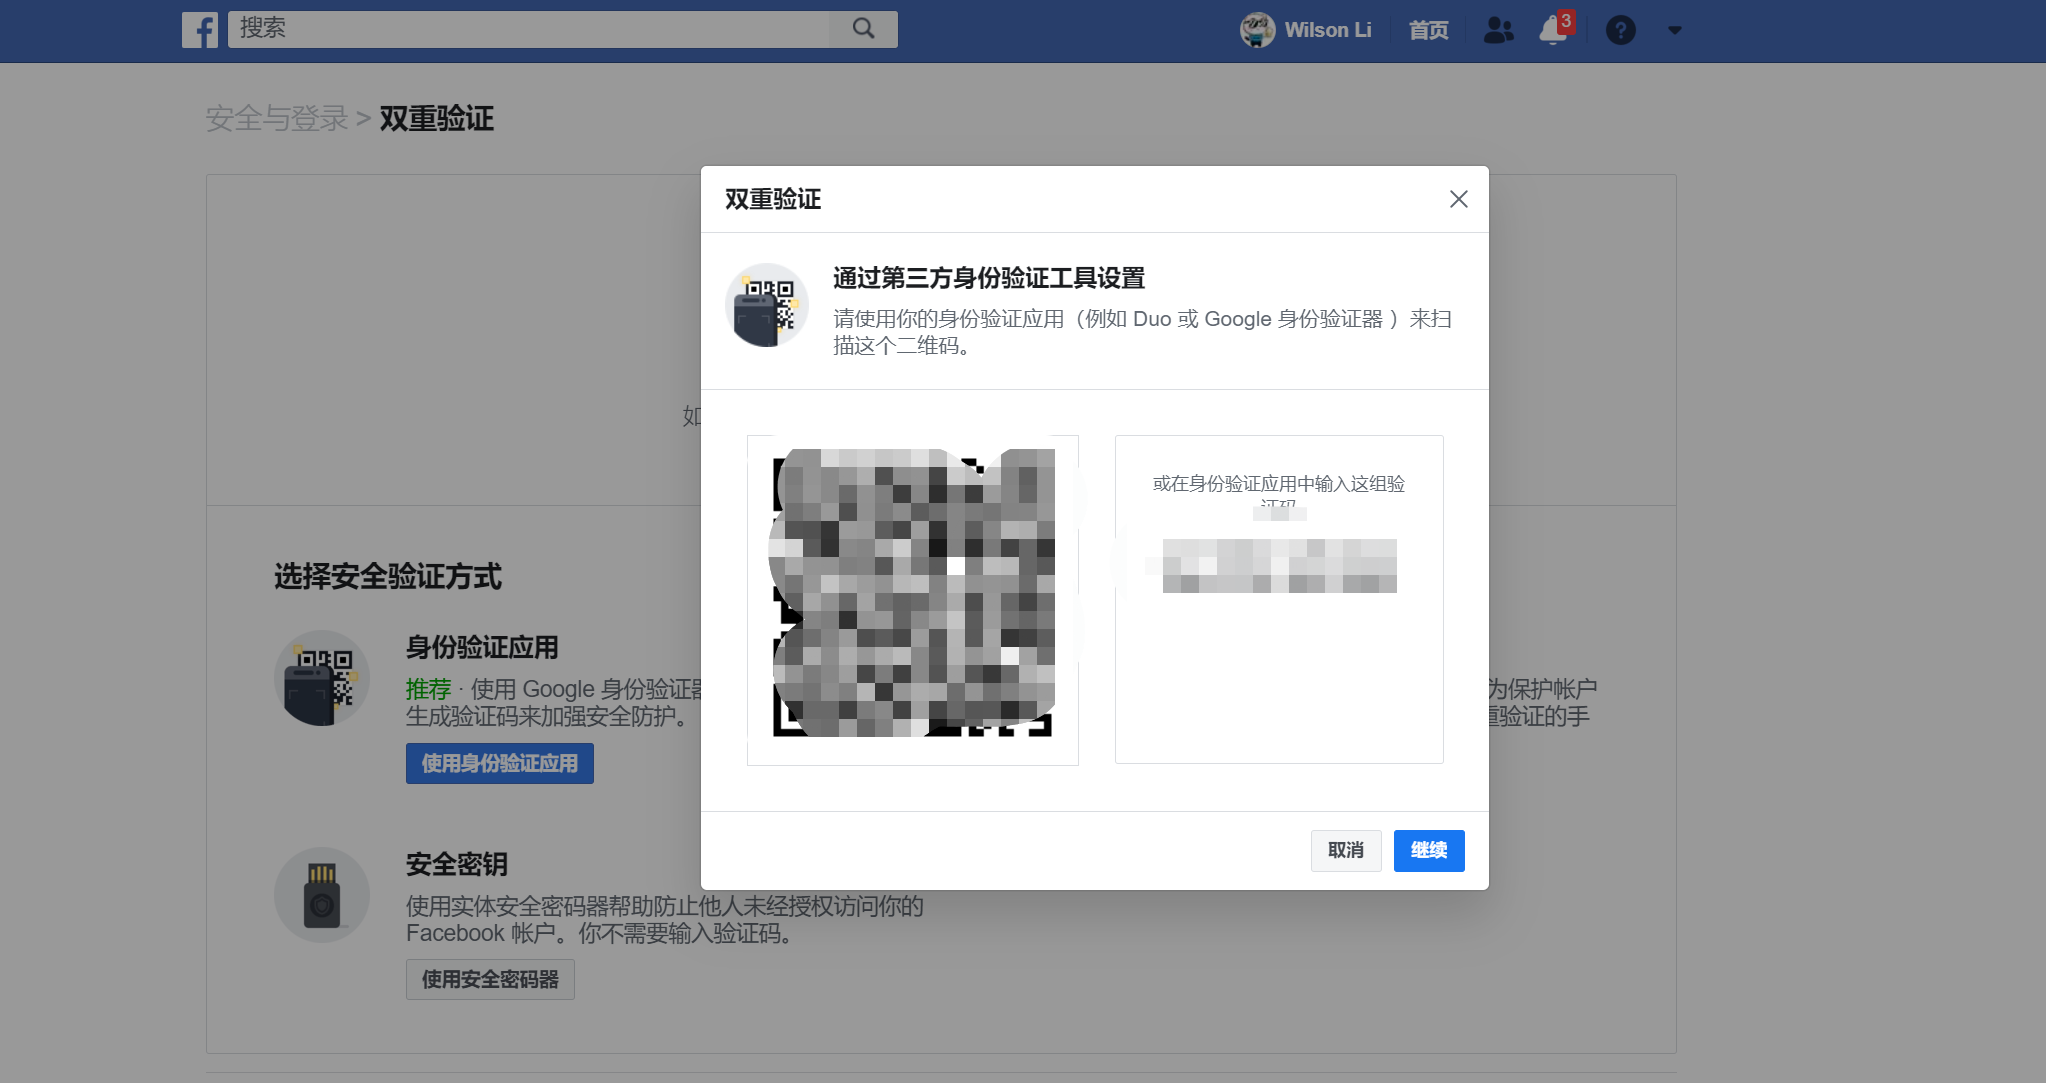 搜索
Wilson Li
首页
3
安全与登录 > 双重验证
双重验证
通过第三方身份验证工具设置
请使用你的身份验证应用（例如 Duo 或 Google 身份验证器 ）来扫
描这个二维码。
如
或在身份验证应用中输入这组验
证码
选择安全验证方式
身份验证应用
推荐 · 使用 Google 身份验证器
生成验证码来加强安全防护。
为保护帐户
重验证的手
使用身份验证应用
安全密钥
使用实体安全密码器帮助防止他人未经授权访问你的
Facebook 帐户。你不需要输入验证码。
使用安全密码器
取消
继续